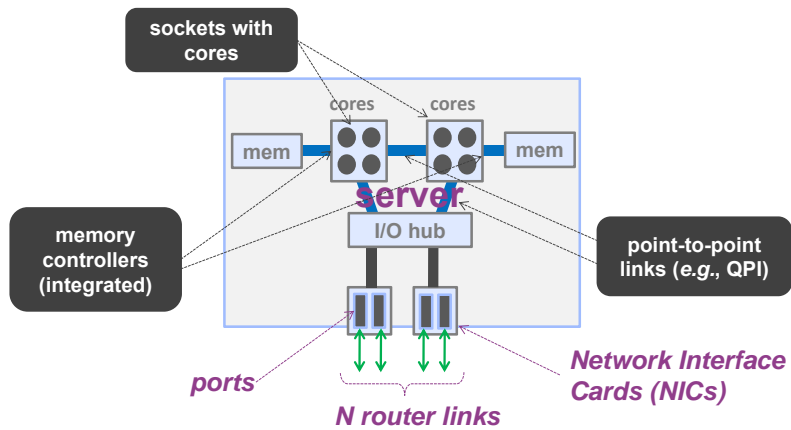 sockets with
cores
cores
cores
mem
mem
server
I/O hub
memory
controllers
(integrated)
point-to-point
links (e.g., QPI)
ports
Network Interface
Cards (NICs)
N router links